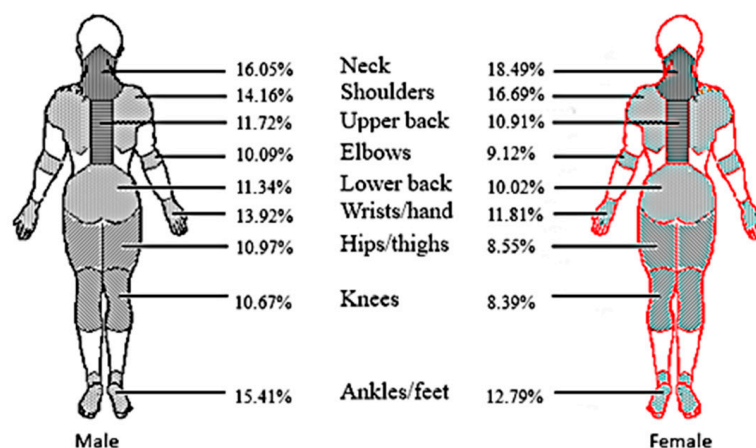 16.05% Neck 18.49%
14.16% Shoulders 16.69%
11.72% Upper back 10.91%
10.09% Elbows 9.12%
11.34% Lower back 10.02%
13.92% Wrists/hand 11.81%
10.97% Hips/thighs 8.55%
10.67% Knees 8.39%
15.41% Ankles/feet 12.79%
Male Female